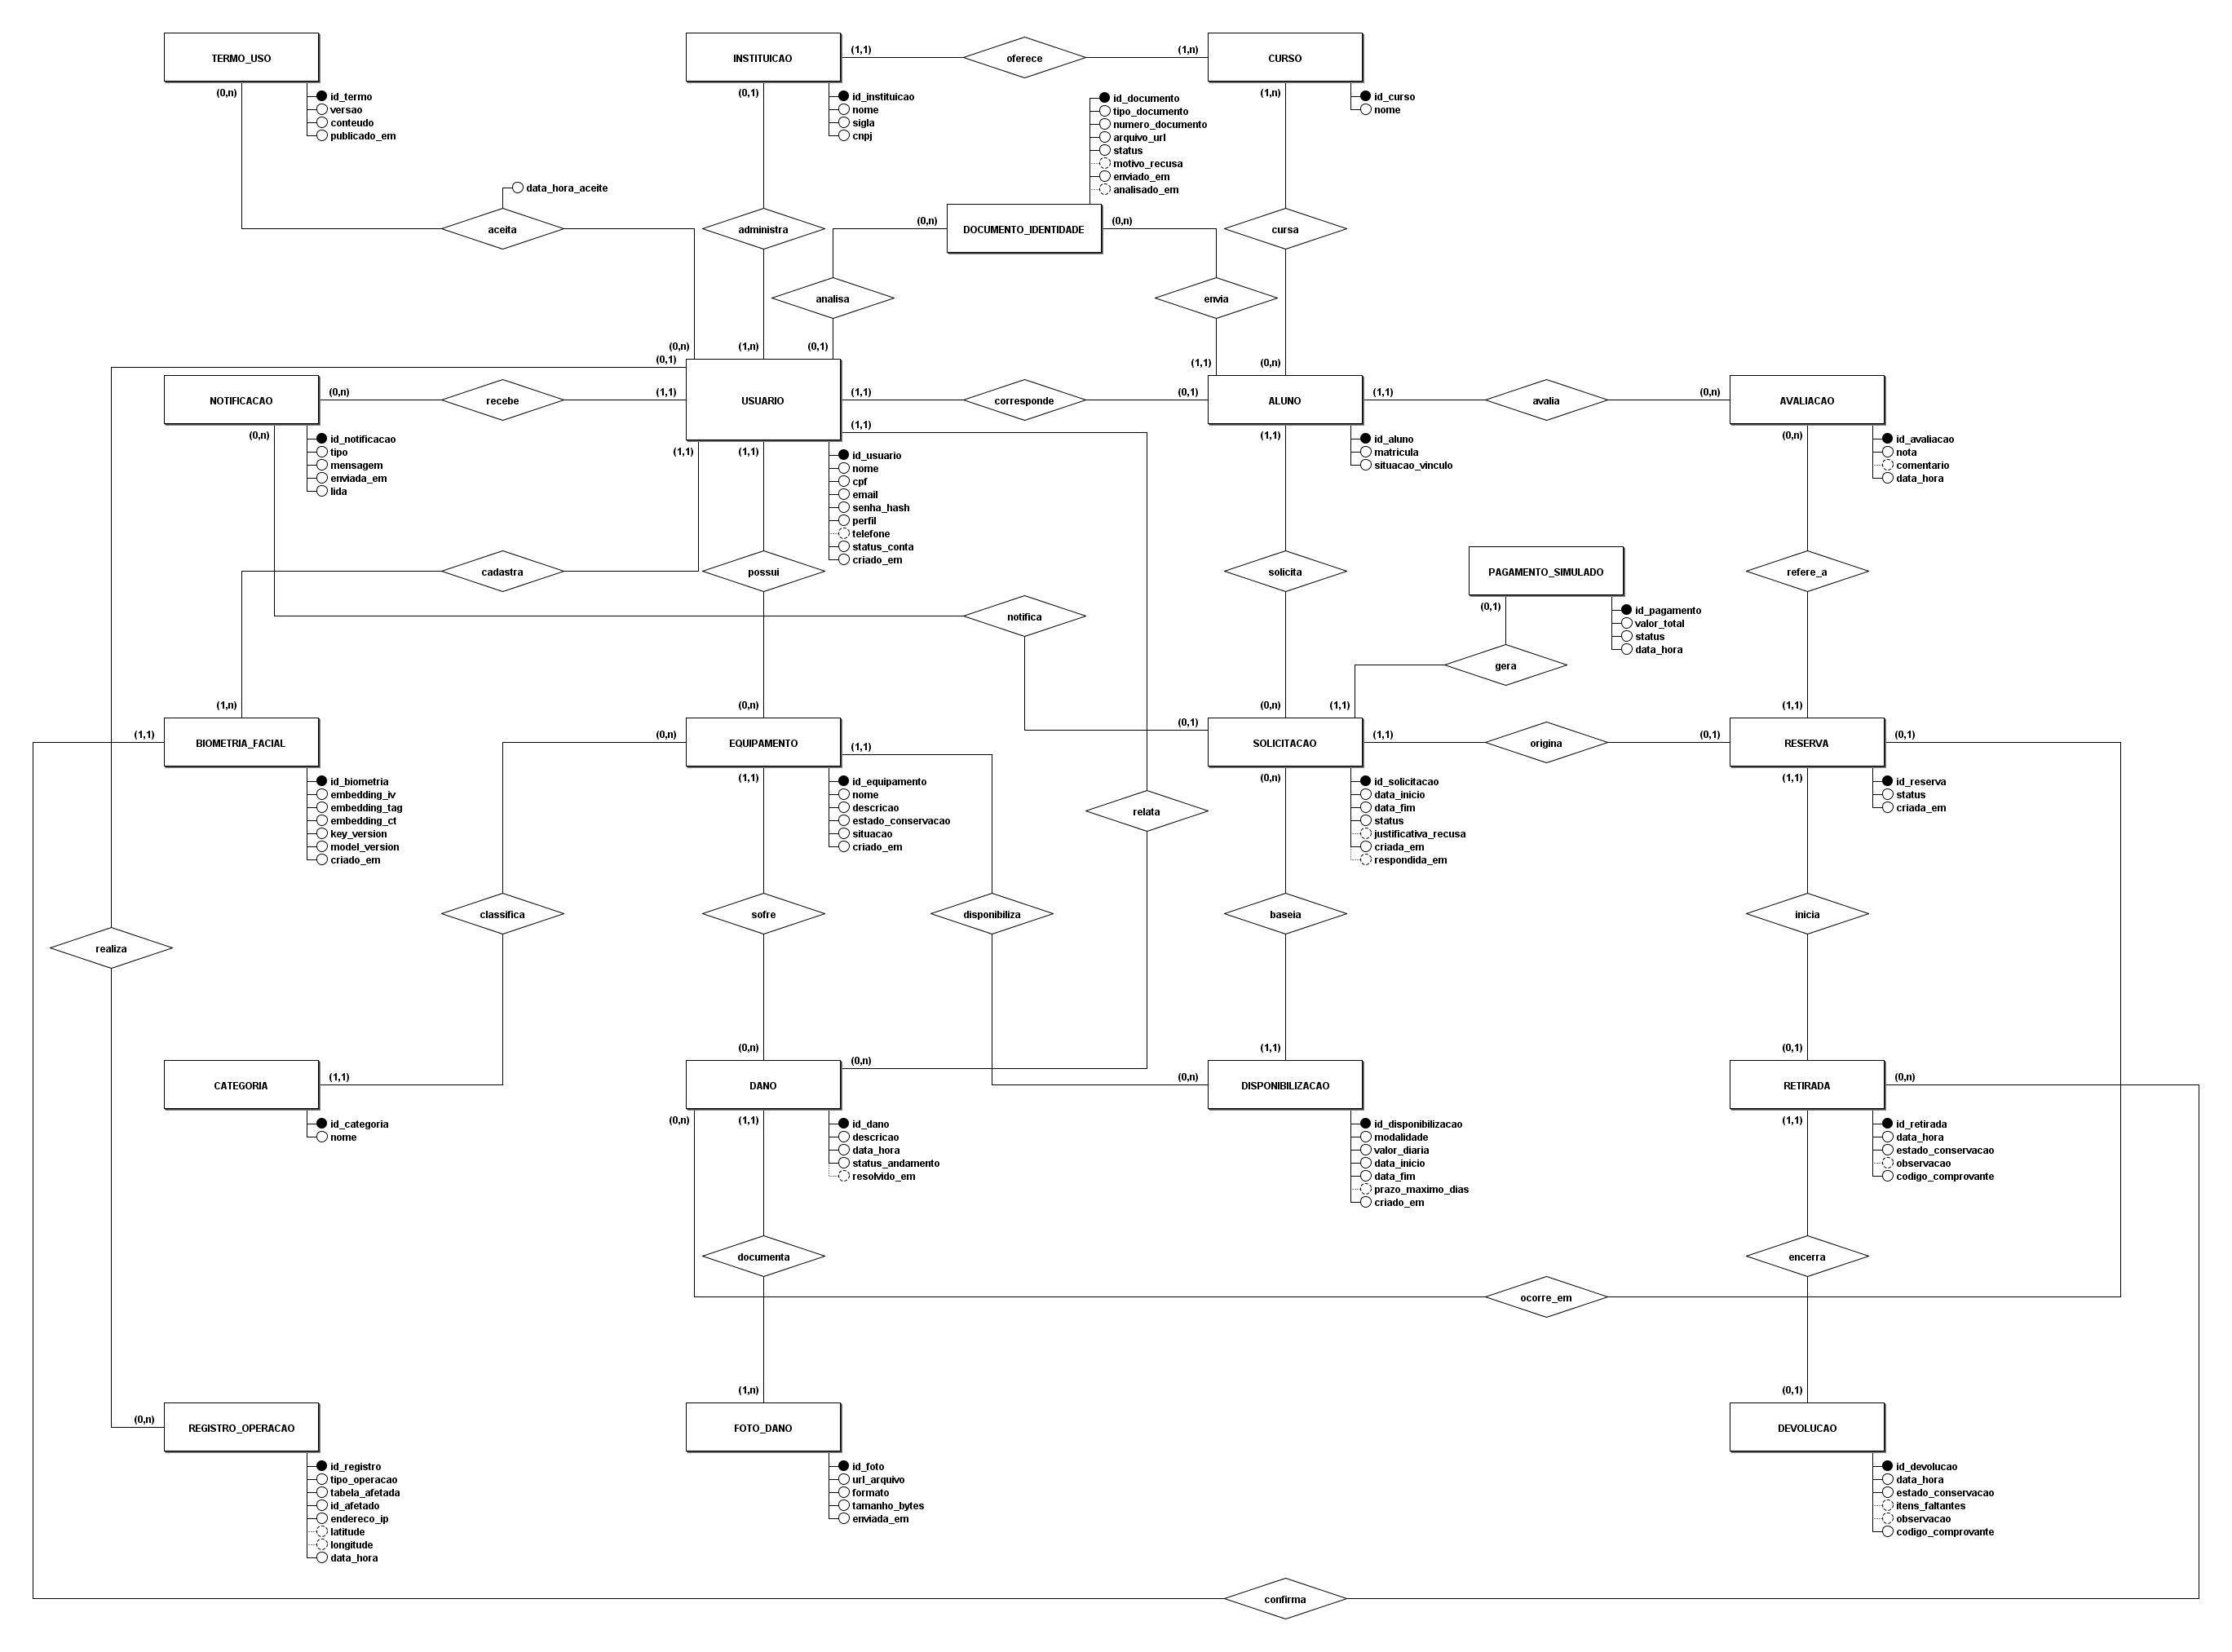 TERMO_USO
(0,n)
id_termo
versao
conteudo
publicado_em
INSTITUICAO
(1,1)
oferece
(1,n)
CURSO
(0,1)
id_instituicao
nome
sigla
cnpj
(1,n)
id_curso
nome
id_documento
tipo_documento
numero_documento
arquivo_url
status
motivo_recusa
enviado_em
analisado_em
data_hora_aceite
aceita
administra
(0,n)
DOCUMENTO_IDENTIDADE
(0,n)
cursa
analisa
envia
(0,n)
(0,1)
(1,n)
(0,1)
(1,1)
(0,n)
NOTIFICACAO
(0,n)
recebe
(1,1)
USUARIO
(1,1)
corresponde
(0,1)
ALUNO
(1,1)
avalia
(0,n)
AVALIACAO
(0,n)
id_notificacao
tipo
mensagem
enviada_em
lida
(1,1)
(1,1)
(1,1)
id_usuario
nome
cpf
email
senha_hash
perfil
telefone
status_conta
criado_em
(1,1)
id_aluno
matricula
situacao_vinculo
(0,n)
id_avaliacao
nota
comentario
data_hora
cadastra
possui
solicita
PAGAMENTO_SIMULADO
refere_a
(0,1)
id_pagamento
valor_total
status
data_hora
notifica
gera
(1,n)
(0,n)
(0,n)
(1,1)
(1,1)
(1,1)
BIOMETRIA_FACIAL
(0,n)
EQUIPAMENTO
(1,1)
(0,1)
SOLICITACAO
(1,1)
origina
(0,1)
RESERVA
(0,1)
id_biometria
embedding_iv
embedding_tag
embedding_ct
key_version
model_version
criado_em
(1,1)
id_equipamento
nome
descricao
estado_conservacao
situacao
criado_em
relata
(0,n)
id_solicitacao
data_inicio
data_fim
status
justificativa_recusa
criada_em
respondida_em
(1,1)
id_reserva
status
criada_em
realiza
classifica
sofre
disponibiliza
baseia
inicia
(0,n)
(1,1)
(0,1)
CATEGORIA
(1,1)
DANO
(0,n)
(0,n)
DISPONIBILIZACAO
RETIRADA
(0,n)
id_categoria
nome
(0,n)
(1,1)
id_dano
descricao
data_hora
status_andamento
resolvido_em
id_disponibilizacao
modalidade
valor_diaria
data_inicio
data_fim
prazo_maximo_dias
criado_em
(1,1)
id_retirada
data_hora
estado_conservacao
observacao
codigo_comprovante
documenta
encerra
ocorre_em
(1,n)
(0,1)
(0,n)
REGISTRO_OPERACAO
FOTO_DANO
DEVOLUCAO
id_registro
tipo_operacao
tabela_afetada
id_afetado
endereco_ip
latitude
longitude
data_hora
id_foto
url_arquivo
formato
tamanho_bytes
enviada_em
id_devolucao
data_hora
estado_conservacao
itens_faltantes
observacao
codigo_comprovante
confirma